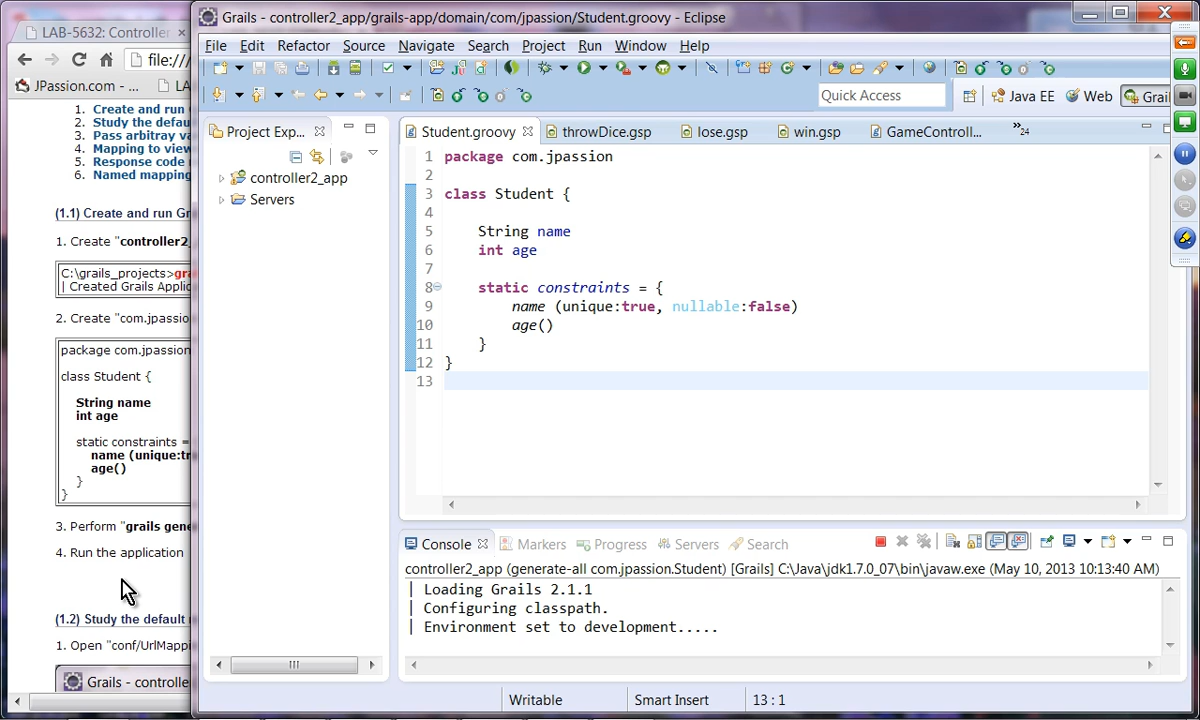 LAB-5632: Controller
file:///
JPassion.com - ...
LA
1. Create and run
2. Study the defau
3. Pass arbitray va
4. Mapping to view
5. Response code
6. Named mapping
(1.1) Create and run Gr
1. Create "controller2_
C:\grails_projects>gra
| Created Grails Applic
2. Create "com.jpassio
package com.jpassion
class Student {
String name
int age
static constraints =
name (unique:tr
age()
}
}
3. Perform "grails gene
4. Run the application
(1.2) Study the default
1. Open "conf/UrlMappi
Grails - controlle
Grails - controller2_app/grails-app/domain/com/jpassion/Student.groovy - Eclipse
File Edit Refactor Source Navigate Search Project Run Window Help
Quick Access
Java EE
Web
Grai
Project Exp...
controller2_app
Servers
Student.groovy
throwDice.gsp
lose.gsp
win.gsp
GameControll...
»24
1 package com.jpassion
2
3 class Student {
4
5 String name
6 int age
7
8 static constraints = {
9 name (unique:true, nullable:false)
10 age()
11 }
12 }
13
Console
Markers
Progress
Servers
Search
controller2_app (generate-all com.jpassion.Student) [Grails] C:\Java\jdk1.7.0_07\bin\javaw.exe (May 10, 2013 10:13:40 AM)
| Loading Grails 2.1.1
| Configuring classpath.
| Environment set to development.....
Writable
Smart Insert
13 : 1